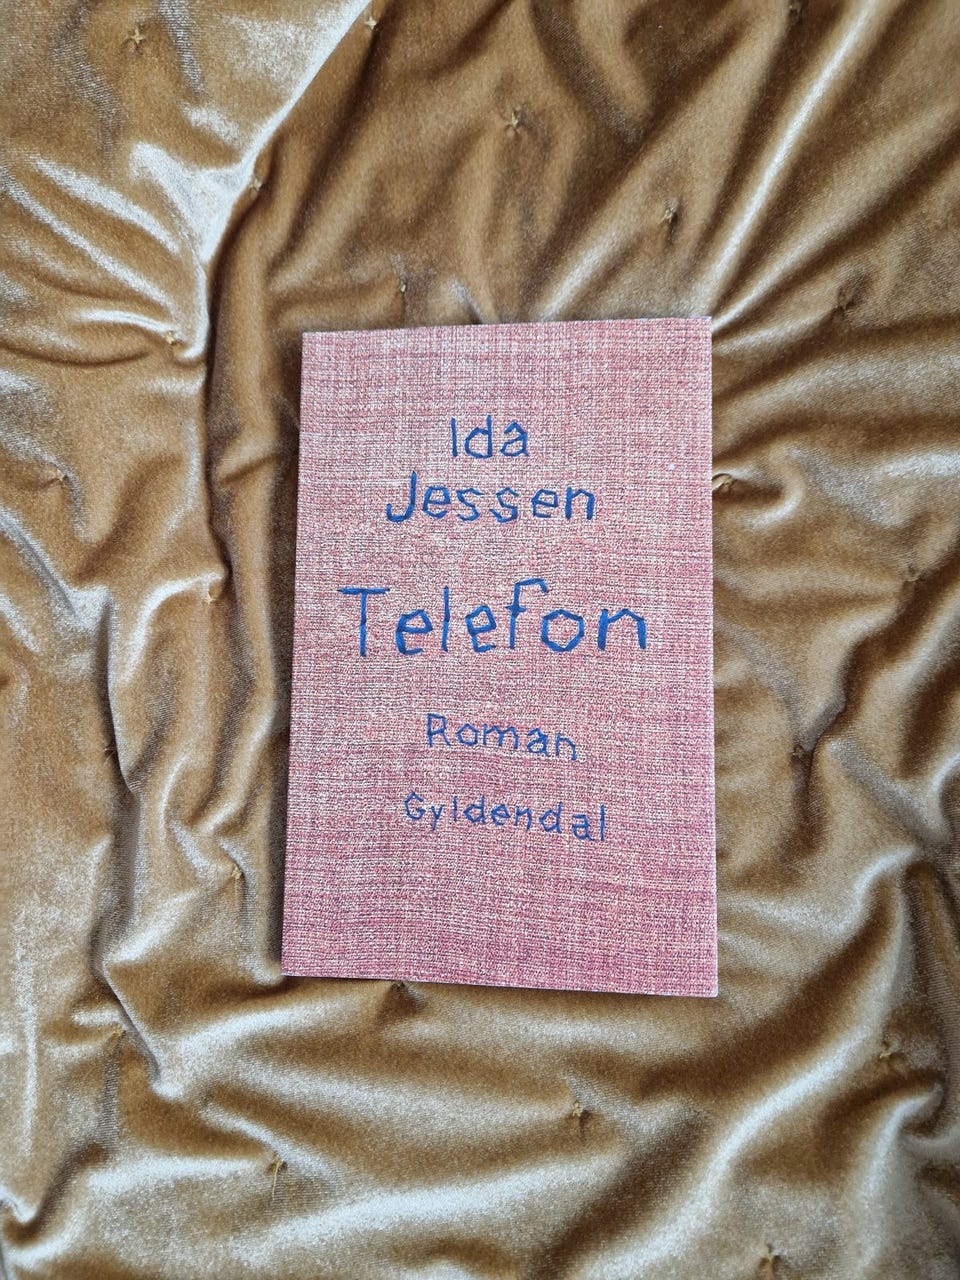 Ida
Jessen
Telefon
Roman
Gyldendal